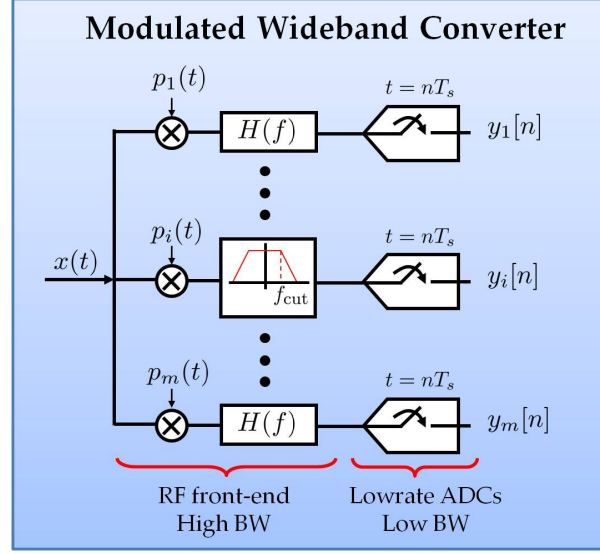 Modulated Wideband Converter
p₁(t)
t = nTₛ
H(f)
y₁[n]
pᵢ(t)
t = nTₛ
x(t)
f_cut
yᵢ[n]
pₘ(t)
t = nTₛ
H(f)
yₘ[n]
RF front-end
High BW
Lowrate ADCs
Low BW